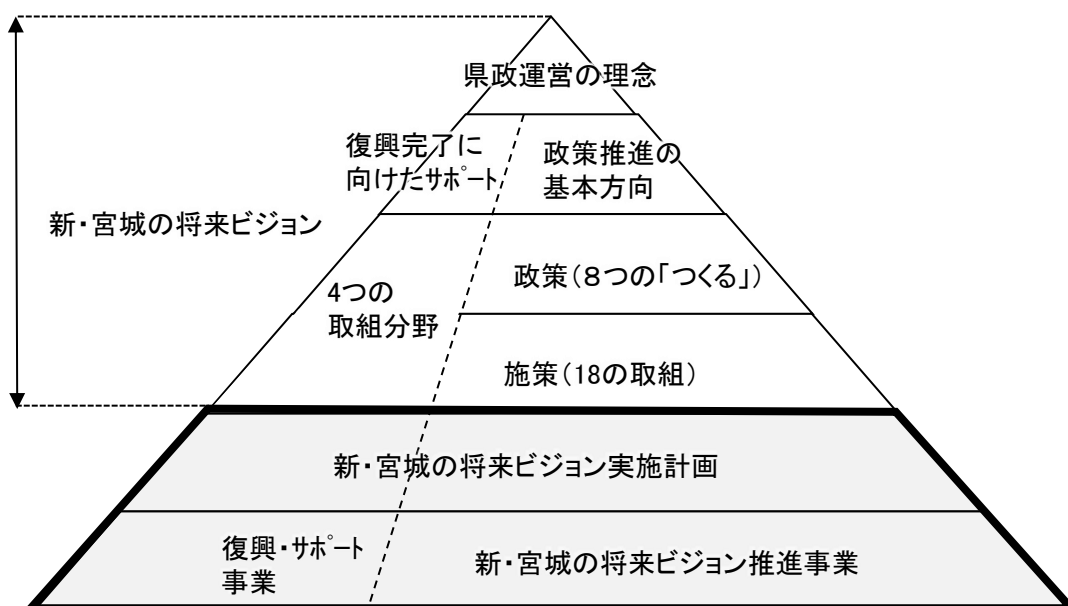 県政運営の理念
復興完了に
向けたサポート
政策推進の
基本方向
新・宮城の将来ビジョン
4つの
取組分野
政策（８つの「つくる」）
施策（18の取組）
新・宮城の将来ビジョン実施計画
復興・サポート
事業
新・宮城の将来ビジョン推進事業